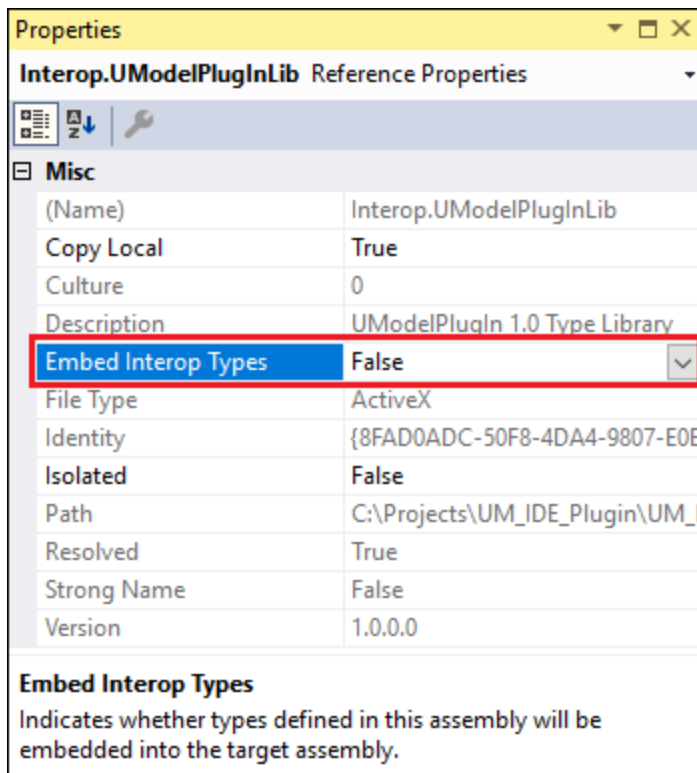 Properties
Interop.UModelPlugInLib Reference Properties
Misc
(Name) Interop.UModelPlugInLib
Copy Local True
Culture 0
Description UModelPlugIn 1.0 Type Library
Embed Interop Types False
File Type ActiveX
Identity {8FAD0ADC-50F8-4DA4-9807-E0E
Isolated False
Path C:\Projects\UM_IDE_Plugin\UM_
Resolved True
Strong Name False
Version 1.0.0.0
Embed Interop Types
Indicates whether types defined in this assembly will be
embedded into the target assembly.